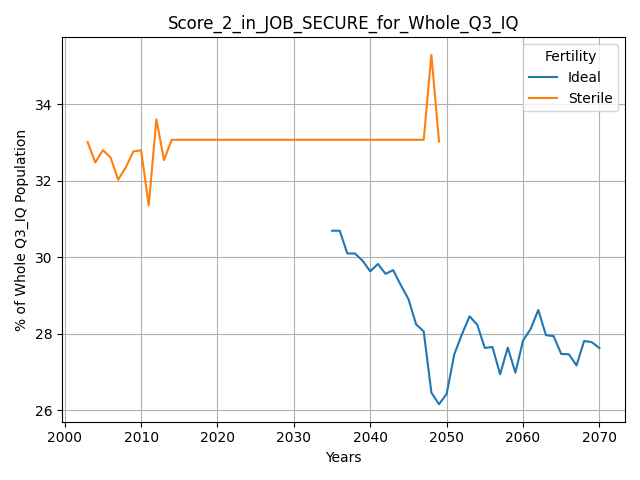 Score_2_in_JOB_SECURE_for_Whole_Q3_IQ
Fertility
Ideal
Sterile
% of Whole Q3_IQ Population
34
32
30
28
26
2000 2010 2020 2030 2040 2050 2060 2070
Years